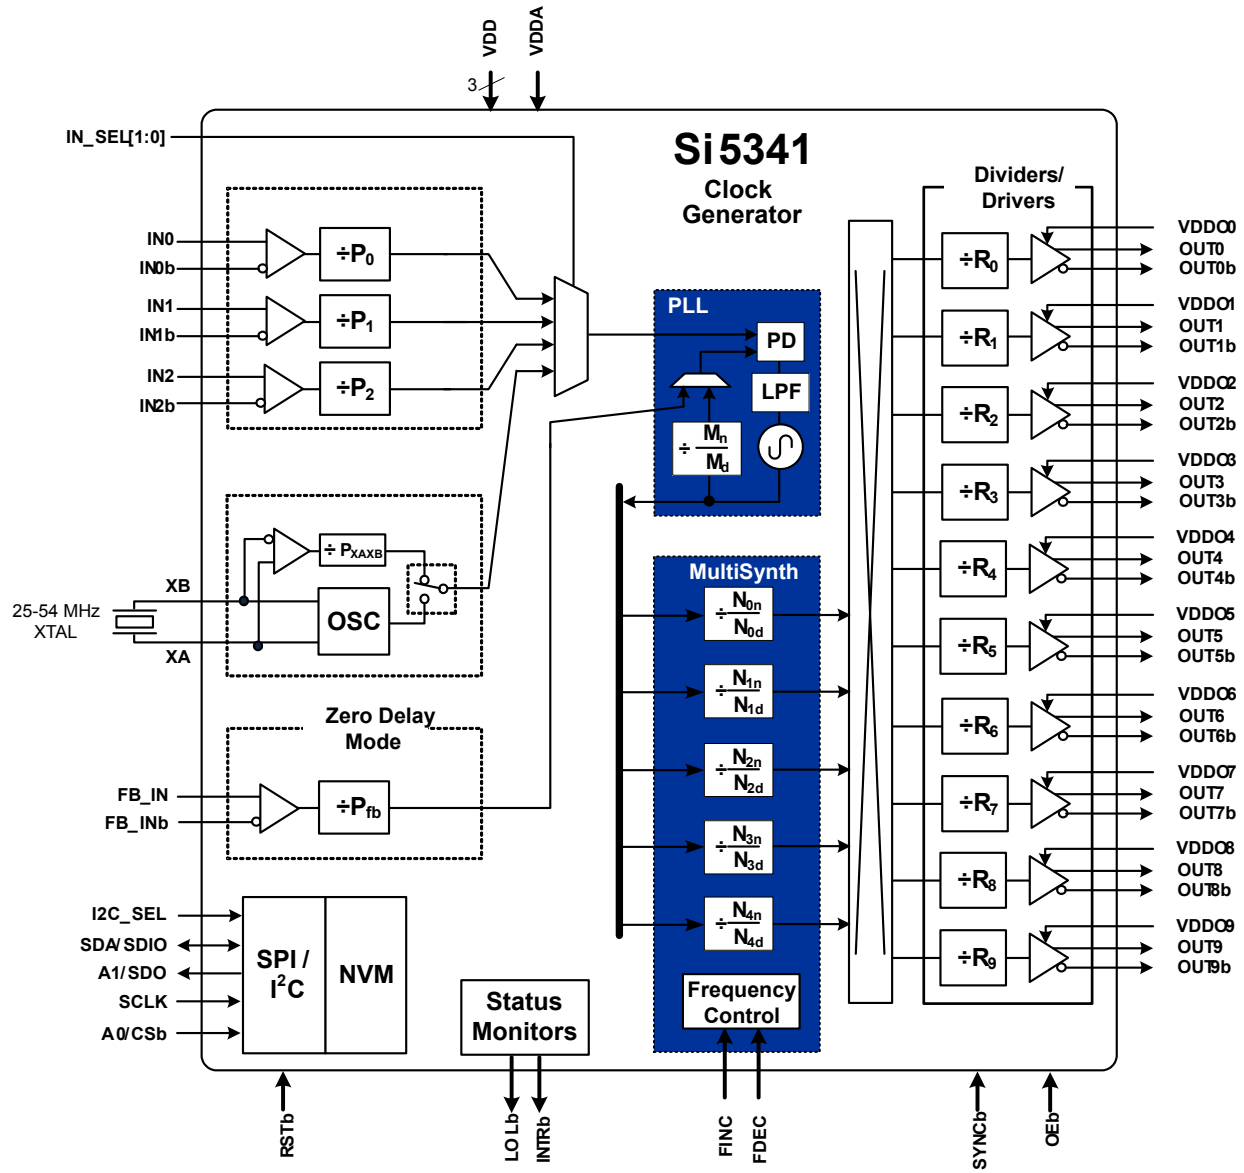 VDD
VDDA
3
IN_SEL[1:0]
Si5341
Clock
Generator
Dividers/
Drivers
IN0
IN0b
÷P0
IN1
IN1b
÷P1
IN2
IN2b
÷P2
PLL
PD
LPF
÷ Mn
Md
÷ PXAXB
XB
25-54 MHz
XTAL
OSC
XA
Zero Delay
Mode
FB_IN
FB_INb
÷Pfb
MultiSynth
÷ N0n
N0d
÷ N1n
N1d
÷ N2n
N2d
÷ N3n
N3d
÷ N4n
N4d
Frequency
Control
÷R0
VDDO0
OUT0
OUT0b
÷R1
VDDO1
OUT1
OUT1b
÷R2
VDDO2
OUT2
OUT2b
÷R3
VDDO3
OUT3
OUT3b
÷R4
VDDO4
OUT4
OUT4b
÷R5
VDDO5
OUT5
OUT5b
÷R6
VDDO6
OUT6
OUT6b
÷R7
VDDO7
OUT7
OUT7b
÷R8
VDDO8
OUT8
OUT8b
÷R9
VDDO9
OUT9
OUT9b
I2C_SEL
SDA/SDIO
A1/SDO
SCLK
A0/CSb
SPI /
I²C
NVM
Status
Monitors
RSTb
LOLb
INTRb
FINC
FDEC
SYNCb
OEb